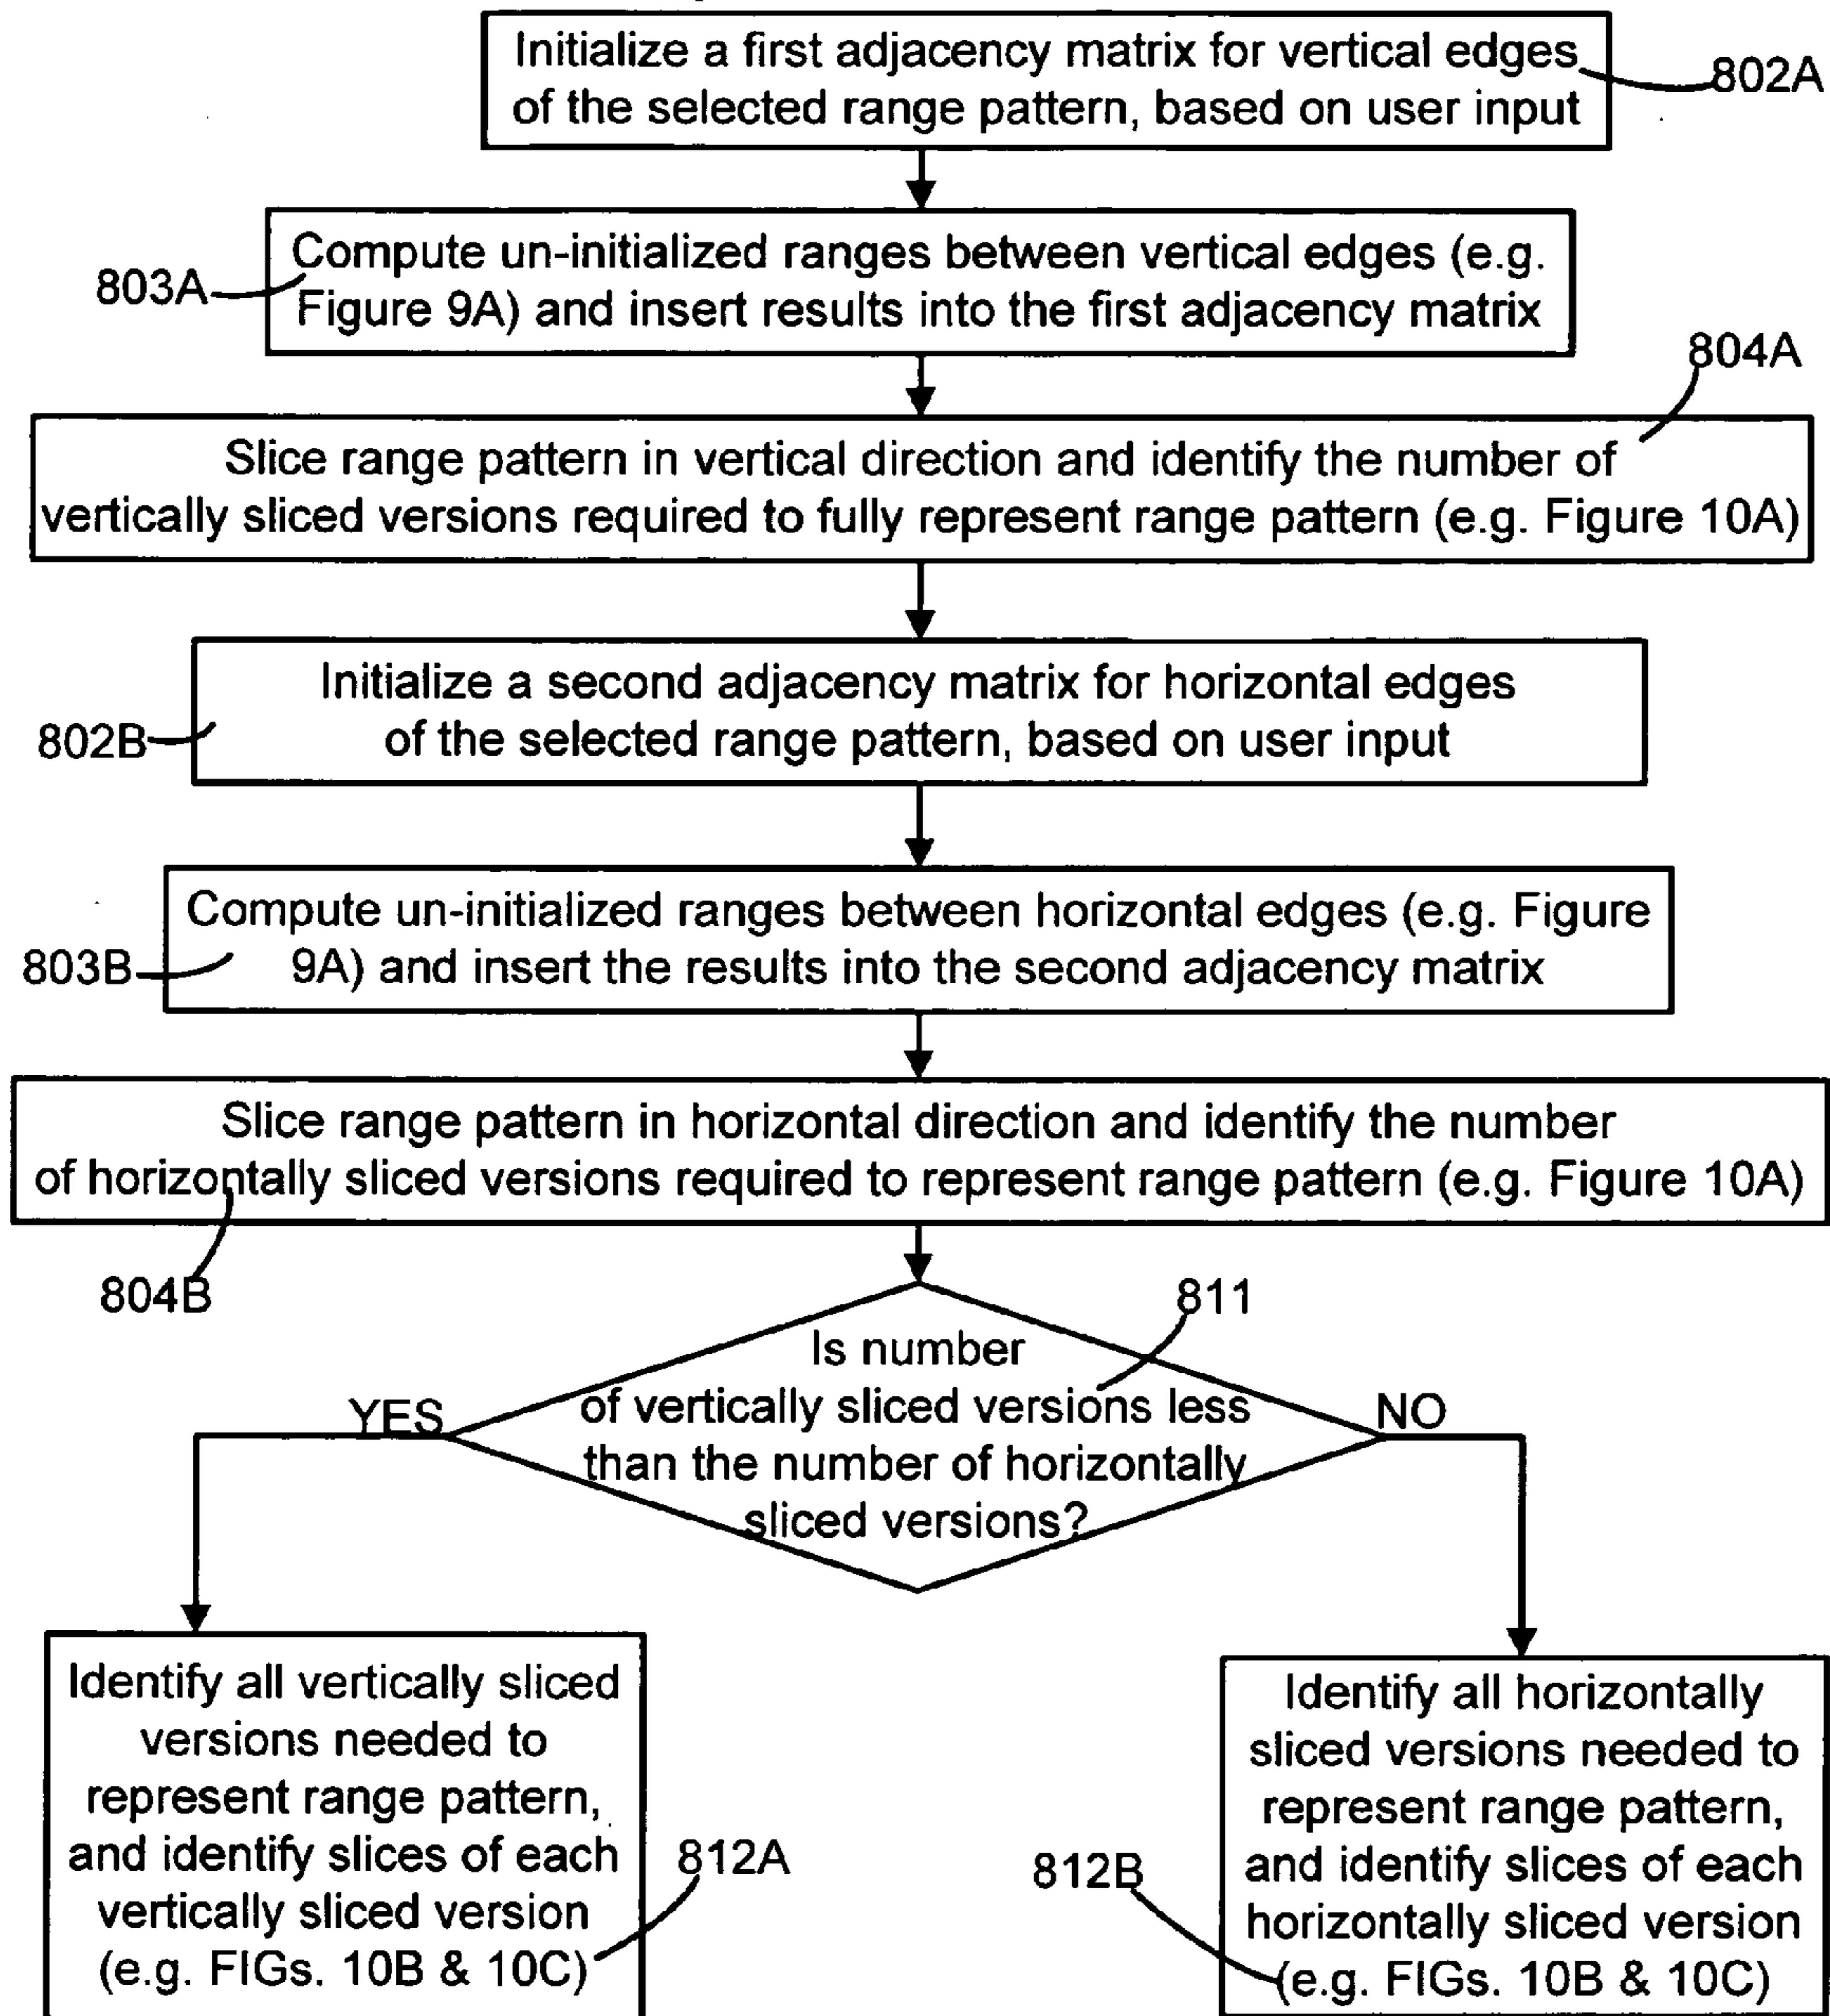 Initialize a first adjacency matrix for vertical edges
of the selected range pattern, based on user input
802A
Compute un-initialized ranges between vertical edges (e.g.
Figure 9A) and insert results into the first adjacency matrix
803A
804A
Slice range pattern in vertical direction and identify the number of
vertically sliced versions required to fully represent range pattern (e.g. Figure 10A)
Initialize a second adjacency matrix for horizontal edges
of the selected range pattern, based on user input
802B
Compute un-initialized ranges between horizontal edges (e.g. Figure
9A) and insert the results into the second adjacency matrix
803B
Slice range pattern in horizontal direction and identify the number
of horizontally sliced versions required to represent range pattern (e.g. Figure 10A)
804B
811
Is number
of vertically sliced versions less
than the number of horizontally
sliced versions?
YES
NO
Identify all vertically sliced
versions needed to
represent range pattern,
and identify slices of each
vertically sliced version
(e.g. FIGs. 10B & 10C)
812A
812B
Identify all horizontally
sliced versions needed to
represent range pattern,
and identify slices of each
horizontally sliced version
(e.g. FIGs. 10B & 10C)